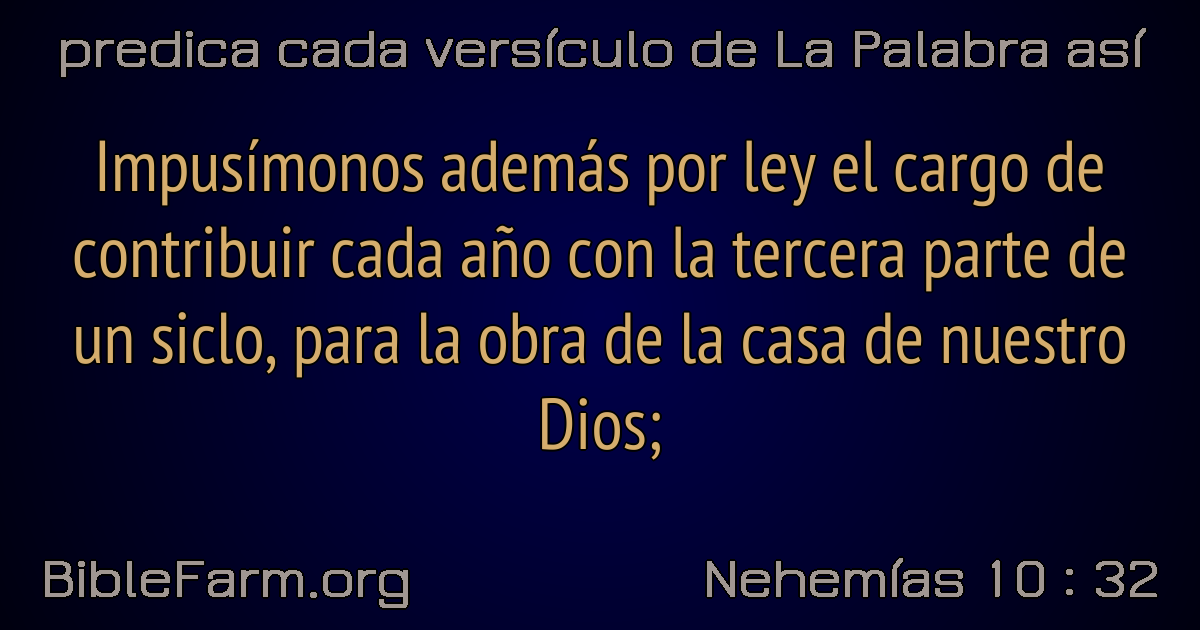 predica cada versículo de La Palabra así
Impusímonos además por ley el cargo de
contribuir cada año con la tercera parte de
un siclo, para la obra de la casa de nuestro
Dios;
BibleFarm.org
Nehemías 10 : 32